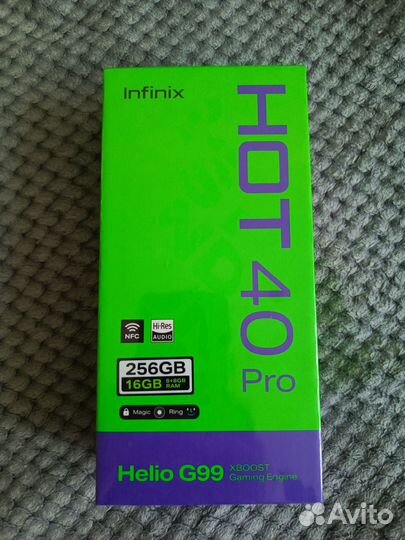 Infinix
HOT 40 Pro
NFC
Hi-Res
AUDIO
256GB
16GB 8+8GB RAM
Magic Ring
Helio G99 XBOOST
Gaming Engine
Avito